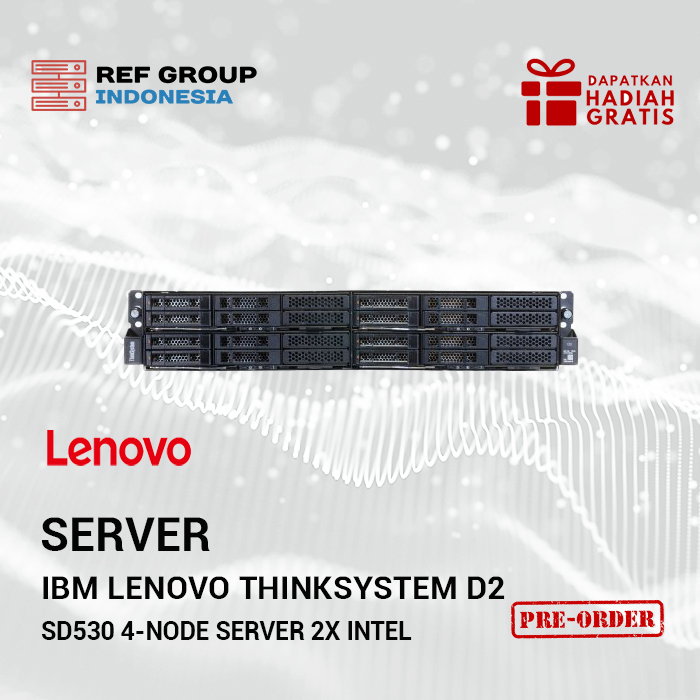 REF GROUP
INDONESIA
DAPATKAN
HADIAH
GRATIS
Lenovo
SERVER
IBM LENOVO THINKSYSTEM D2
SD530 4-NODE SERVER 2X INTEL
PRE-ORDER